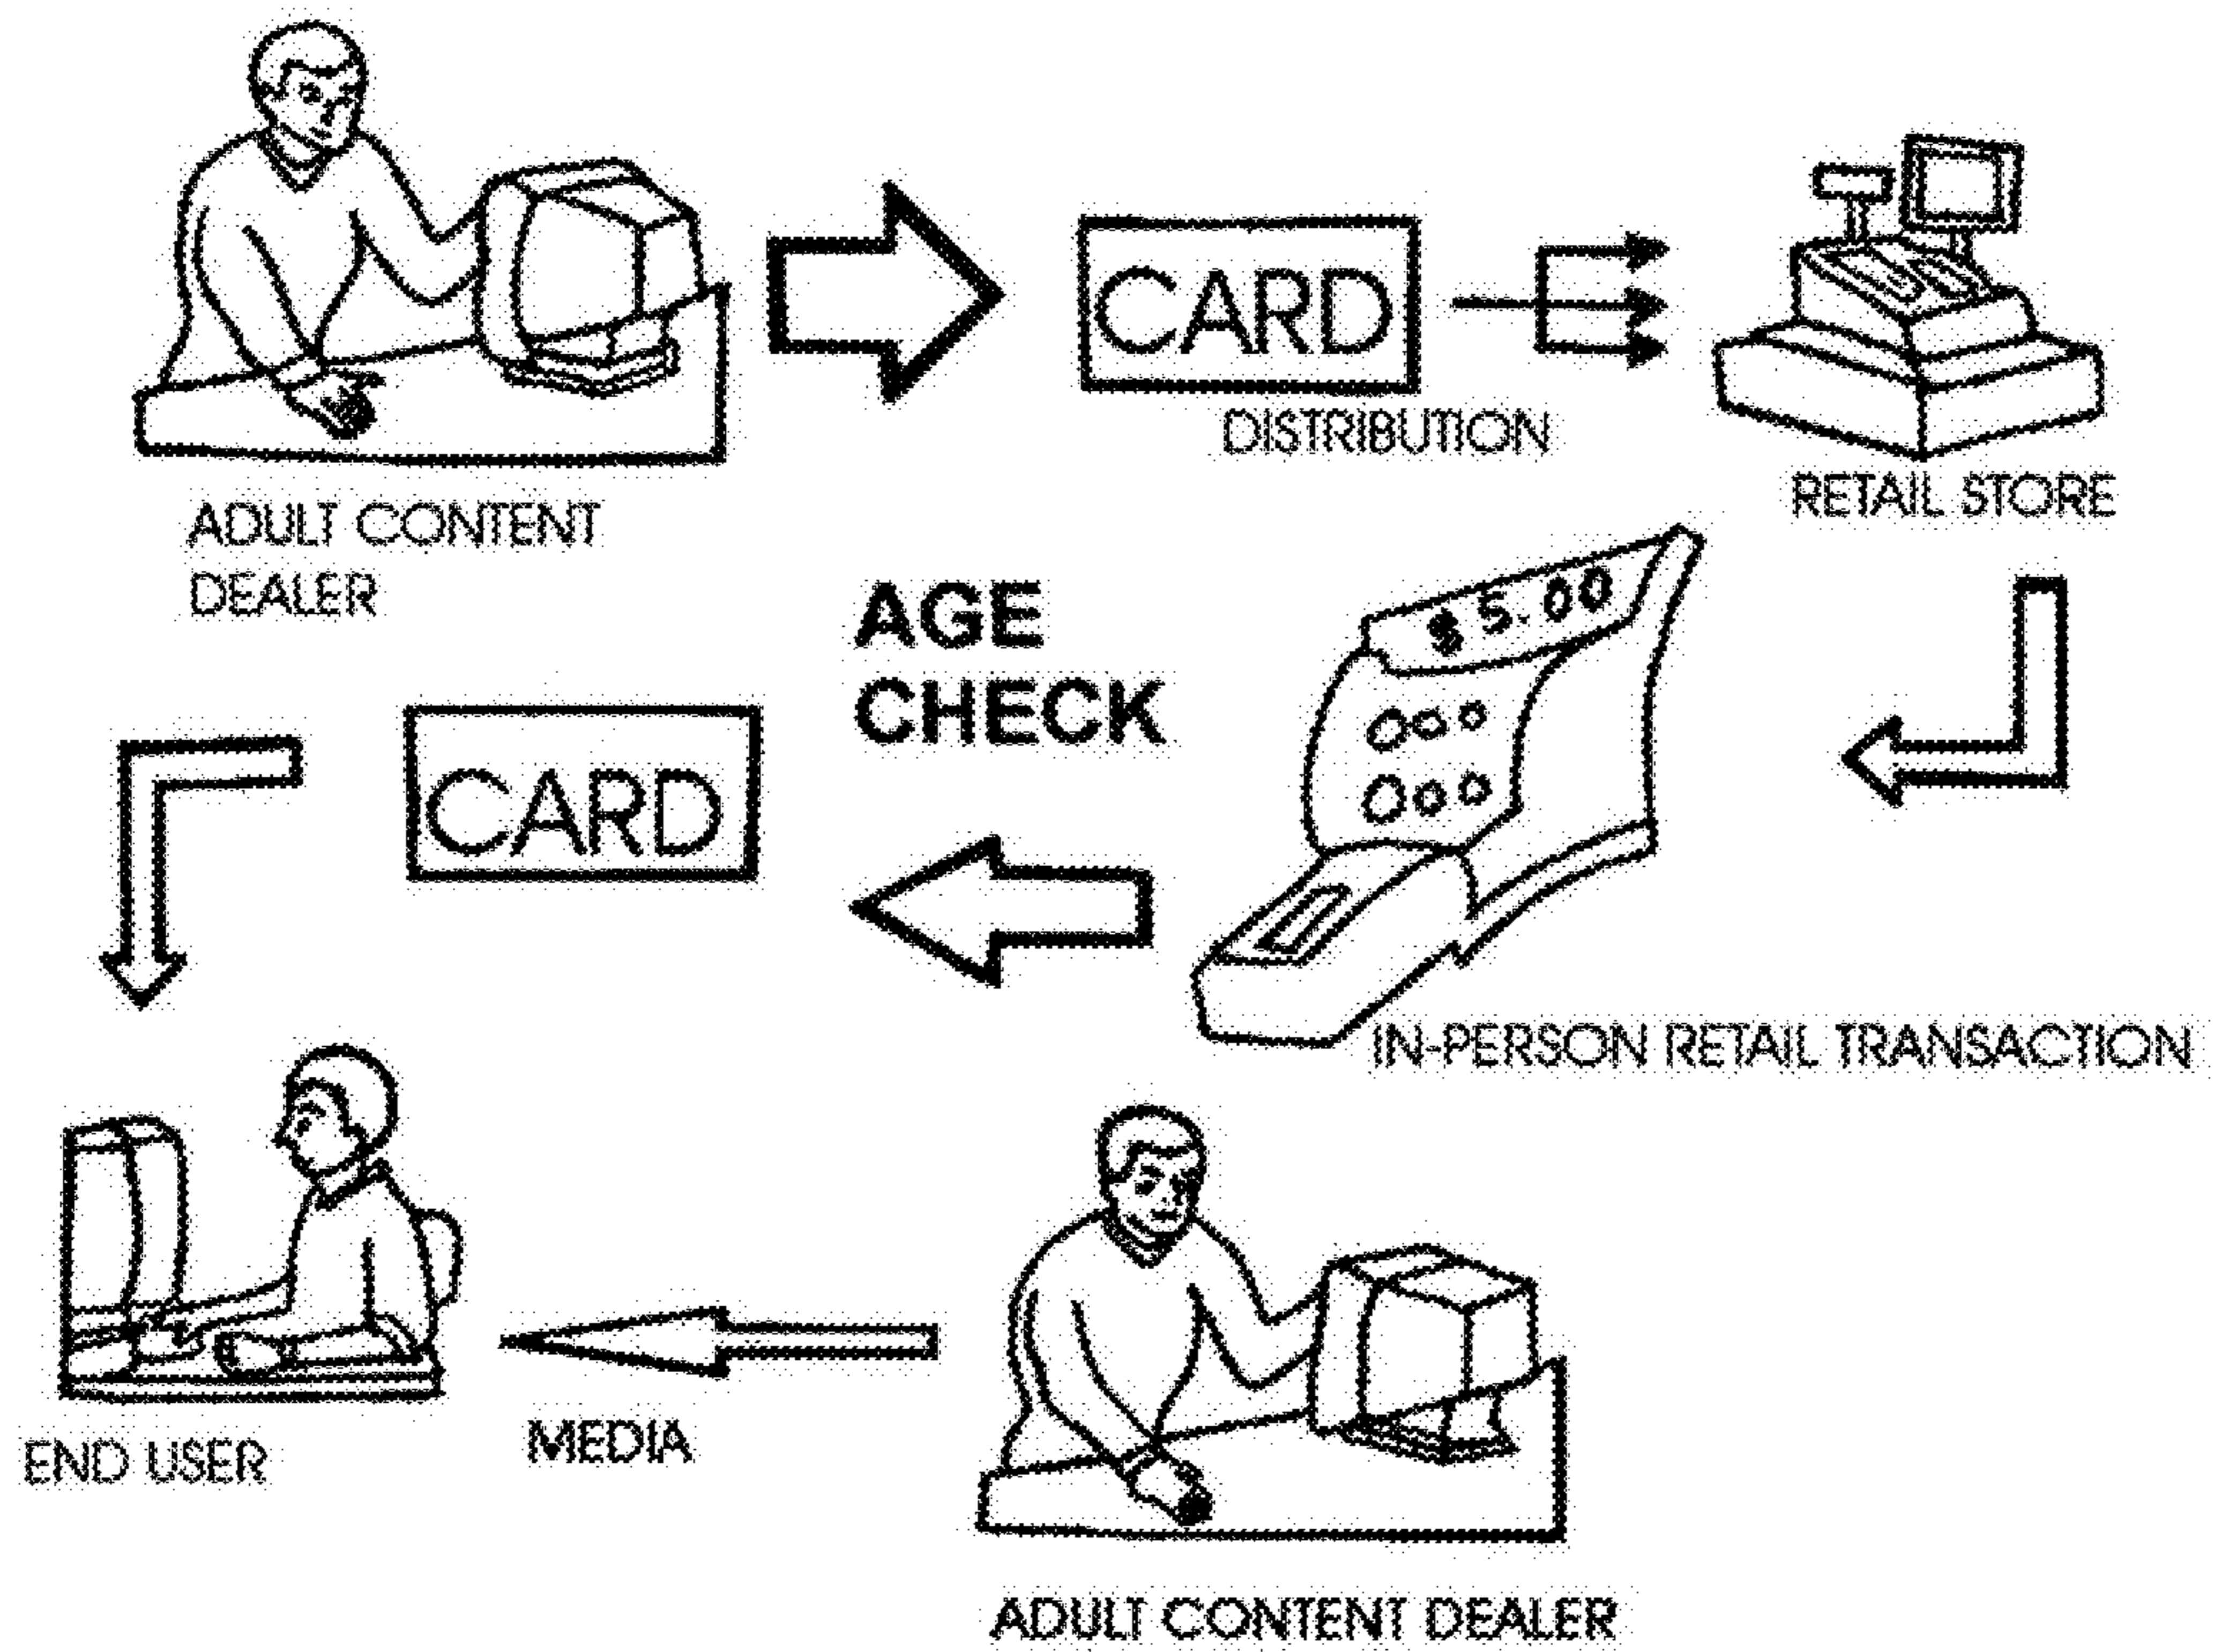 CARD
DISTRIBUTION
RETAIL STORE
ADULT CONTENT
DEALER
AGE
CHECK
$ 5.00
CARD
IN-PERSON RETAIL TRANSACTION
END USER
MEDIA
ADULT CONTENT DEALER